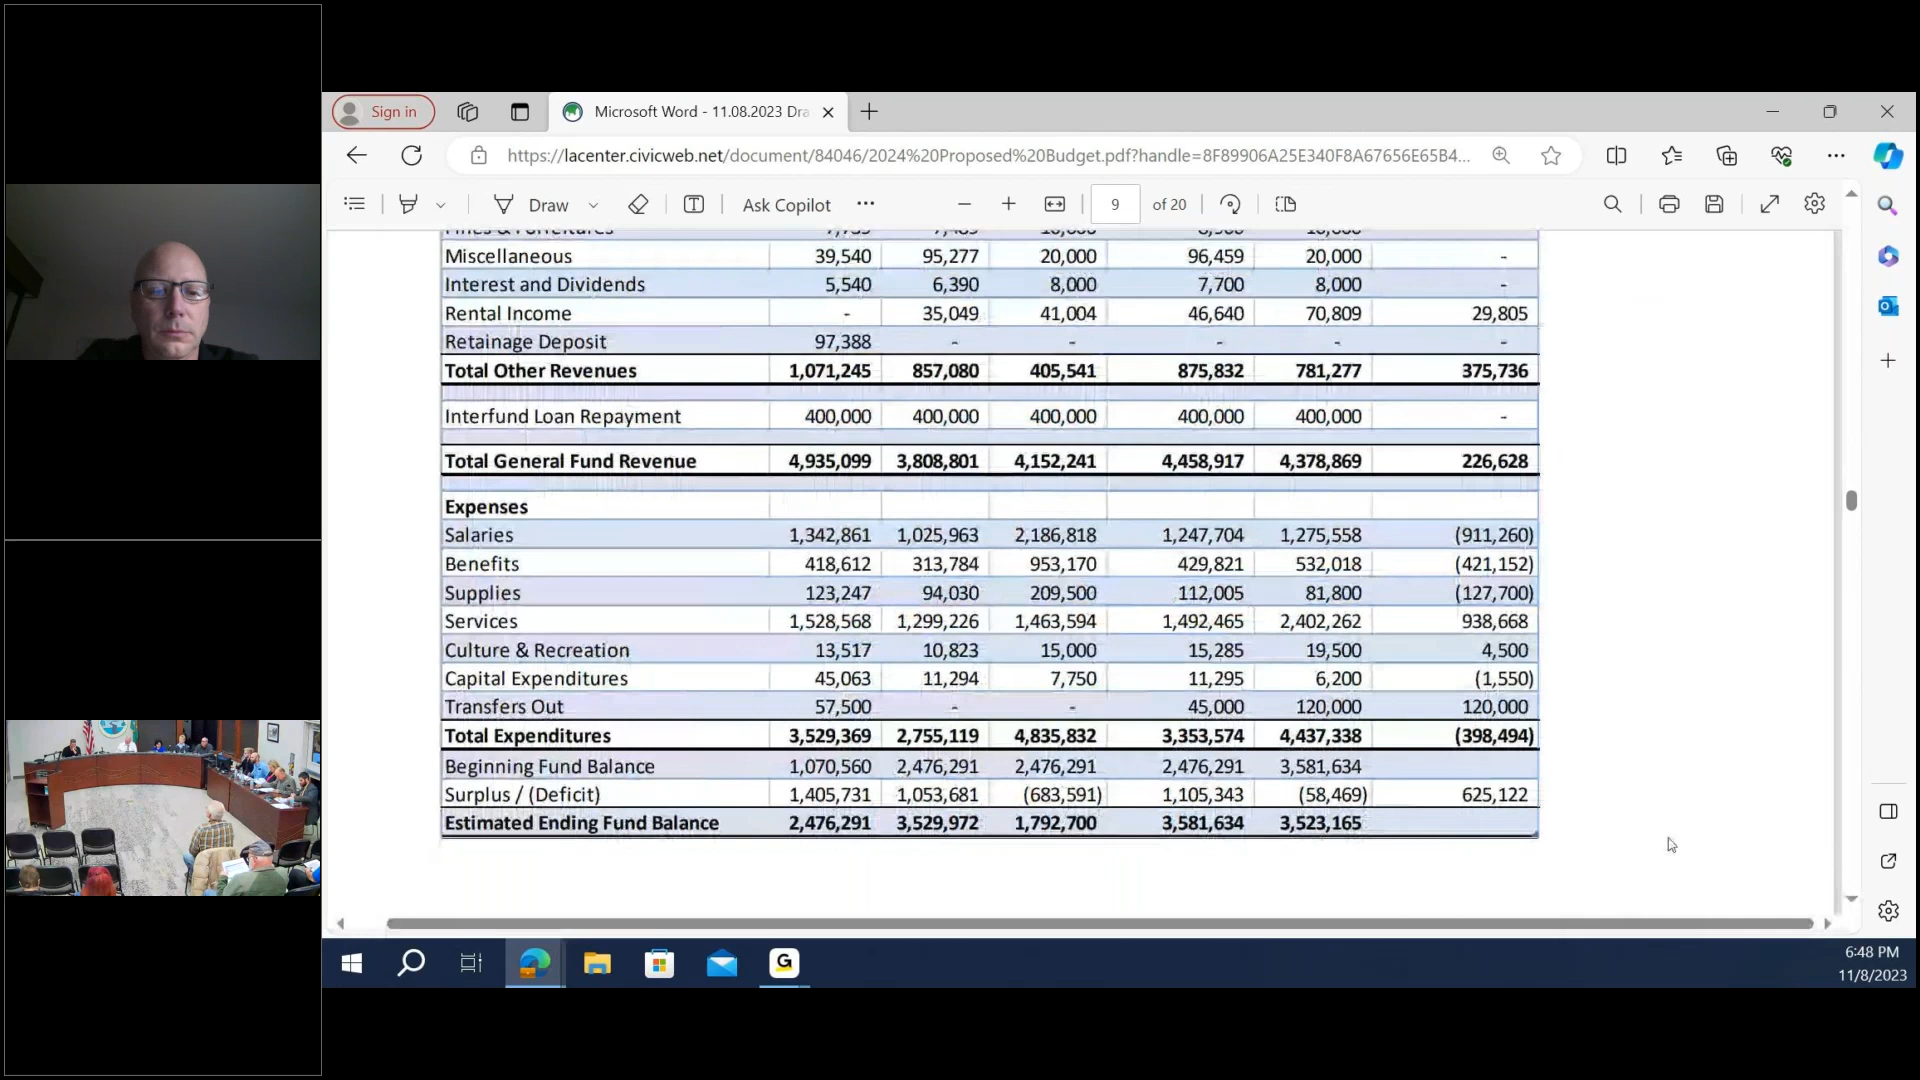 Sign in
Microsoft Word - 11.08.2023 Dra
https://lacenter.civicweb.net/document/84046/2024%20Proposed%20Budget.pdf?handle=8F89906A25E340F8A67656E65B4...
Draw
Ask Copilot
9 of 20
Miscellaneous 39,540 95,277 20,000 96,459 20,000 -
Interest and Dividends 5,540 6,390 8,000 7,700 8,000 -
Rental Income - 35,049 41,004 46,640 70,809 29,805
Retainage Deposit 97,388 - - - - -
Total Other Revenues 1,071,245 857,080 405,541 875,832 781,277 375,736
Interfund Loan Repayment 400,000 400,000 400,000 400,000 400,000 -
Total General Fund Revenue 4,935,099 3,808,801 4,152,241 4,458,917 4,378,869 226,628
Expenses
Salaries 1,342,861 1,025,963 2,186,818 1,247,704 1,275,558 (911,260)
Benefits 418,612 313,784 953,170 429,821 532,018 (421,152)
Supplies 123,247 94,030 209,500 112,005 81,800 (127,700)
Services 1,528,568 1,299,226 1,463,594 1,492,465 2,402,262 938,668
Culture & Recreation 13,517 10,823 15,000 15,285 19,500 4,500
Capital Expenditures 45,063 11,294 7,750 11,295 6,200 (1,550)
Transfers Out 57,500 - - 45,000 120,000 120,000
Total Expenditures 3,529,369 2,755,119 4,835,832 3,353,574 4,437,338 (398,494)
Beginning Fund Balance 1,070,560 2,476,291 2,476,291 2,476,291 3,581,634
Surplus / (Deficit) 1,405,731 1,053,681 (683,591) 1,105,343 (58,469) 625,122
Estimated Ending Fund Balance 2,476,291 3,529,972 1,792,700 3,581,634 3,523,165
G
6:48 PM
11/8/2023